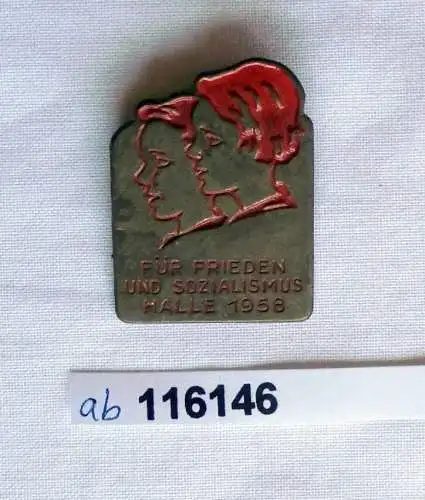 FÜR FRIEDEN
UND SOZIALISMUS
HALLE 1958
ab 116146